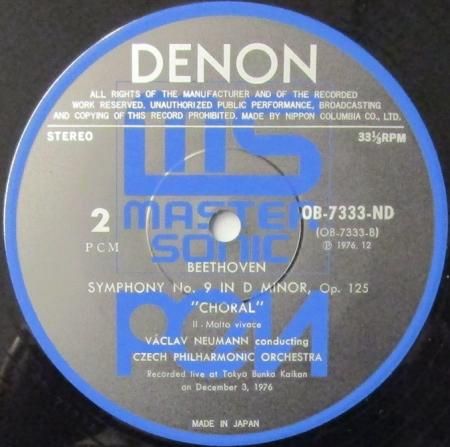 DENON
ALL RIGHTS OF THE MANUFACTURER AND OF THE RECORDED
WORK RESERVED. UNAUTHORIZED PUBLIC PERFORMANCE, BROADCASTING
AND COPYING OF THIS RECORD PROHIBITED. MADE BY NIPPON COLUMBIA CO., LTD.
STEREO 33⅓RPM
MS
2 MASTER OB-7333-ND
SONIC (OB-7333-B)
PCM Ⓟ 1976. 12
BEETHOVEN
SYMPHONY No. 9 IN D MINOR, Op. 125
"CHORAL"
PCM
II - Molto vivace
VÁCLAV NEUMANN conducting
CZECH PHILHARMONIC ORCHESTRA
Recorded live at Tokyo Bunka Kaikan
on December 3, 1976
MADE IN JAPAN